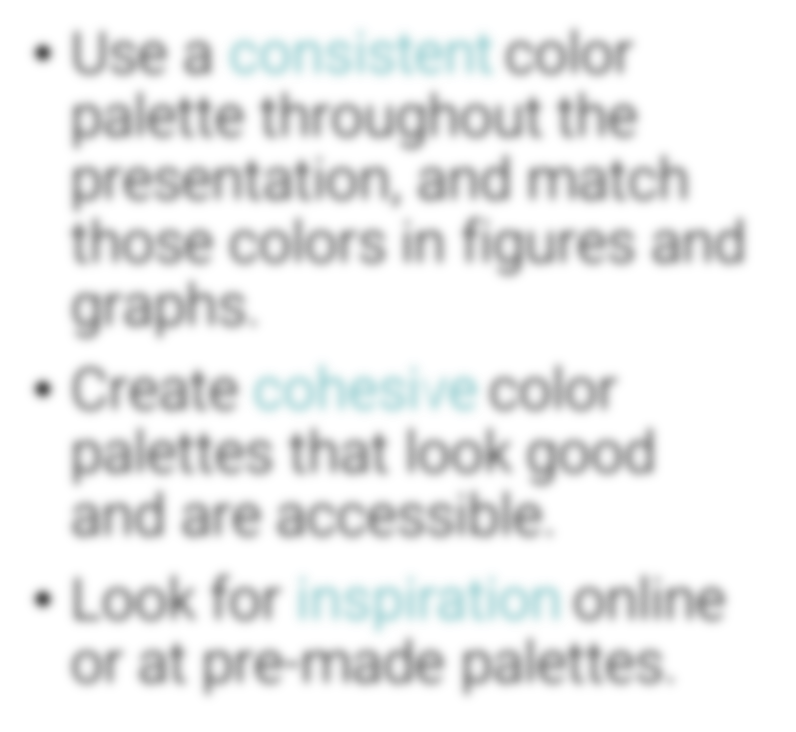 • Use a consistent color
palette throughout the
presentation, and match
those colors in figures and
graphs.
• Create cohesive color
palettes that look good
and are accessible.
• Look for inspiration online
or at pre-made palettes.